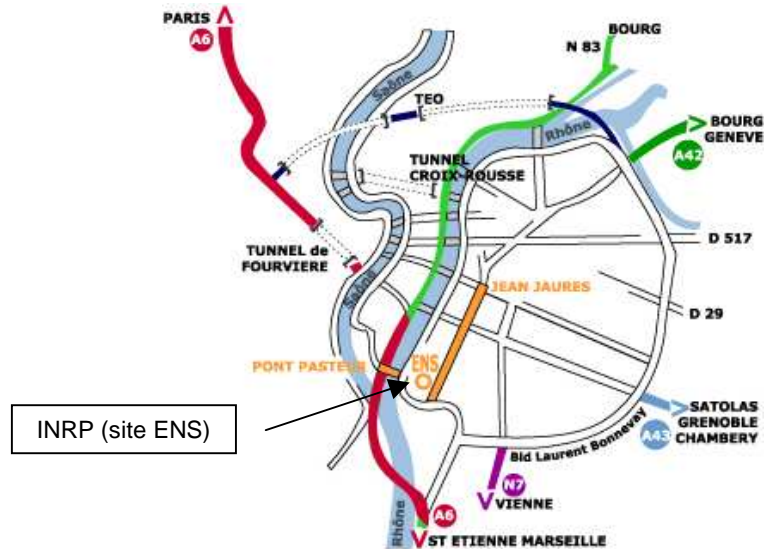 PARIS
A6
BOURG
N 83
Saône
TEO
Rhône
BOURG
GENEVE
A42
TUNNEL
CROIX-ROUSSE
TUNNEL de
FOURVIERE
D 517
Saône
JEAN JAURES
D 29
PONT PASTEUR
ENS
INRP (site ENS)
SATOLAS
GRENOBLE
CHAMBERY
A43
Bld Laurent Bonnevay
N7
VIENNE
A6
Rhône
ST ETIENNE MARSEILLE